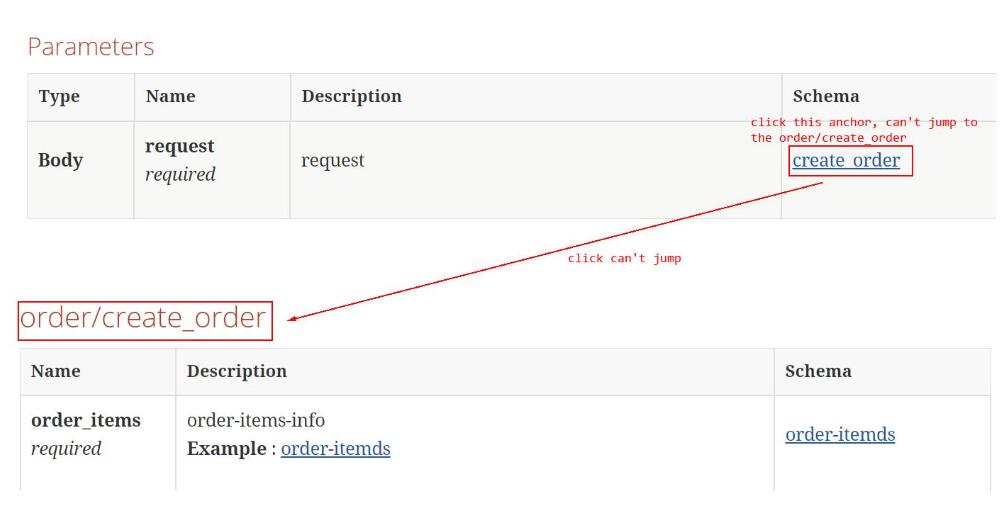 Parameters
Type Name Description Schema
click this anchor, can't jump to
the order/create_order
Body request required request create_order
click can't jump
order/create_order
Name Description Schema
order_items order-items-info
required Example : order-itemds order-itemds